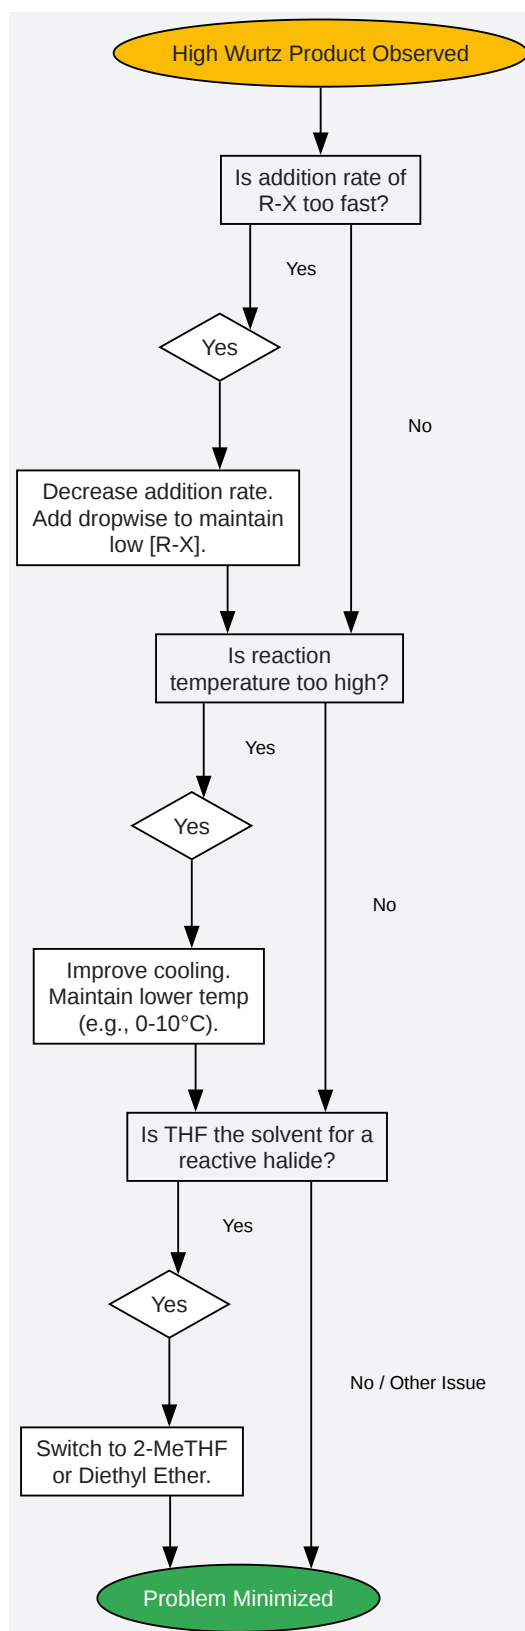 High Wurtz Product Observed
Is addition rate of
R-X too fast?
Yes
Yes
No
Decrease addition rate.
Add dropwise to maintain
low [R-X].
Is reaction
temperature too high?
Yes
Yes
No
Improve cooling.
Maintain lower temp
(e.g., 0-10°C).
Is THF the solvent for a
reactive halide?
Yes
Yes
No / Other Issue
Switch to 2-MeTHF
or Diethyl Ether.
Problem Minimized